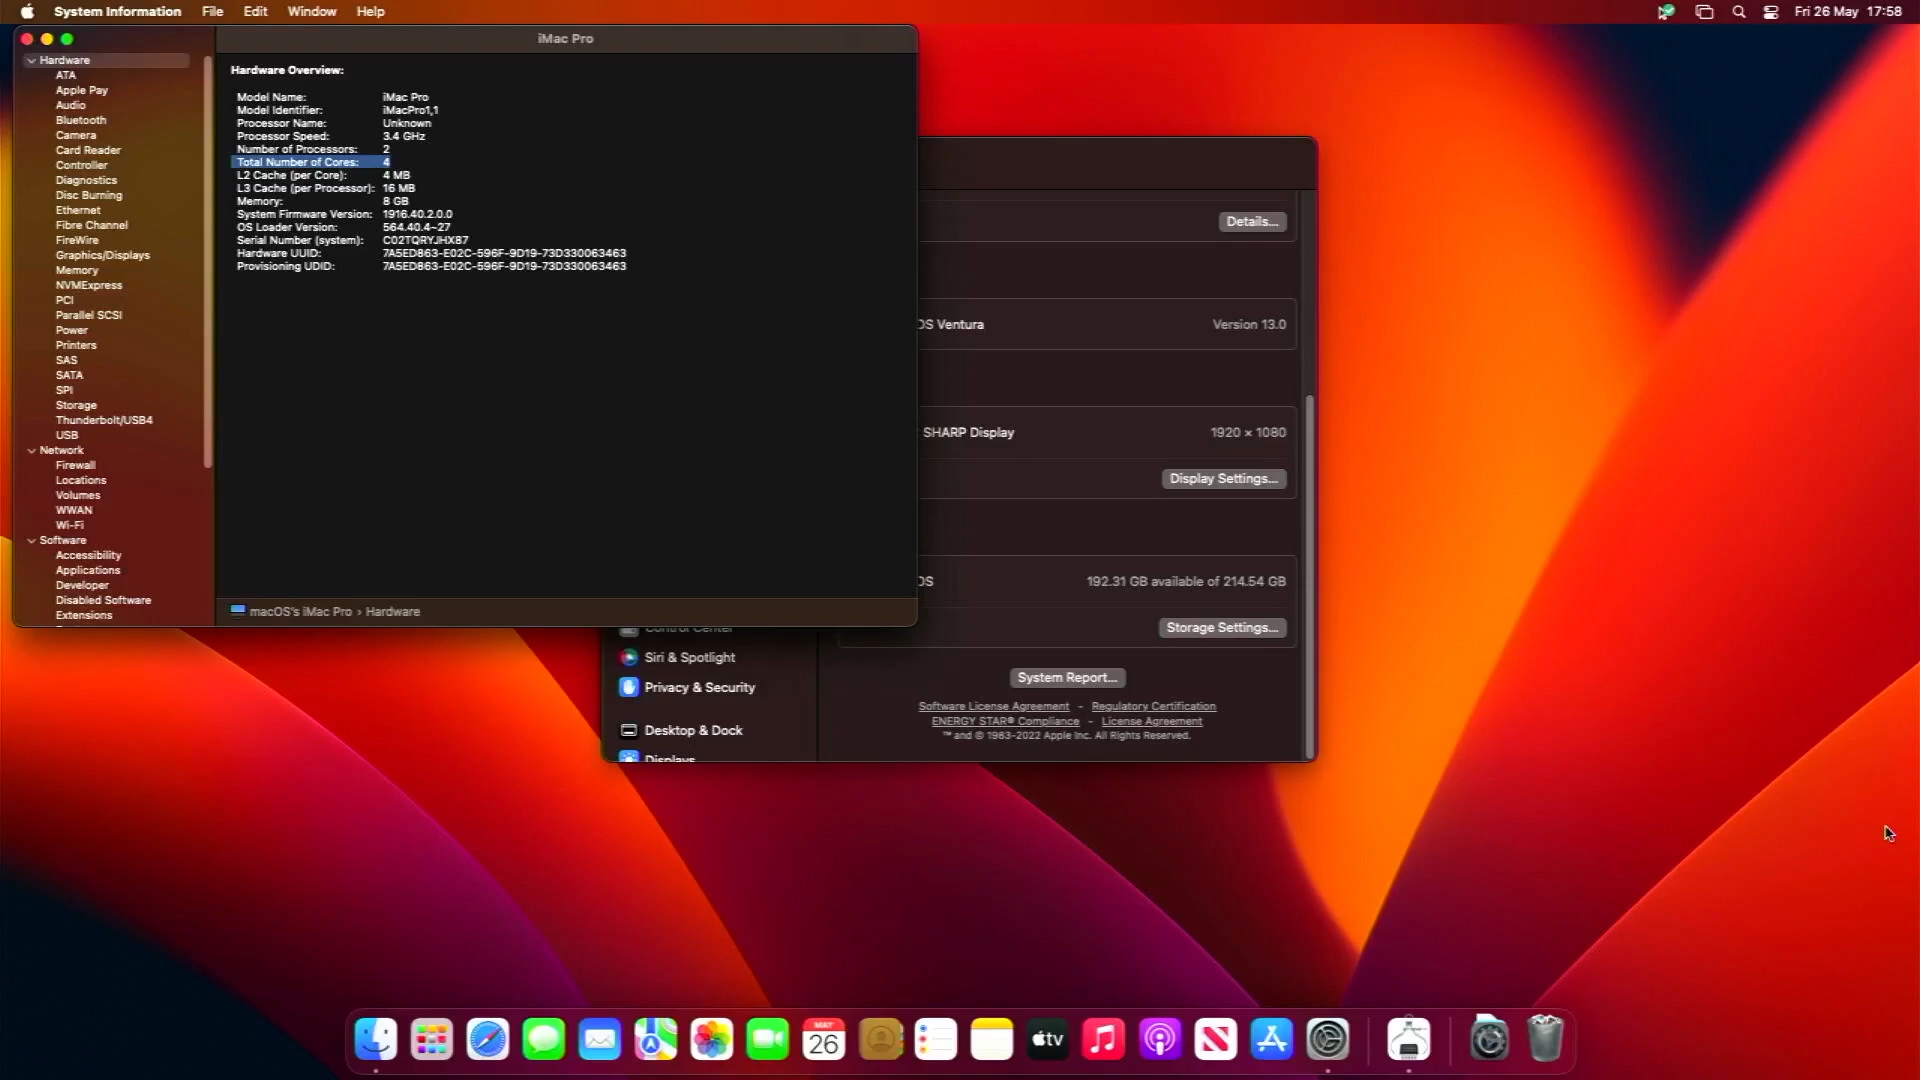 System Information File Edit Window Help
Fri 26 May 17:58
iMac Pro
Hardware
ATA
Apple Pay
Audio
Bluetooth
Camera
Card Reader
Controller
Diagnostics
Disc Burning
Ethernet
Fibre Channel
FireWire
Graphics/Displays
Memory
NVMExpress
PCI
Parallel SCSI
Power
Printers
SAS
SATA
SPI
Storage
Thunderbolt/USB4
USB
Network
Firewall
Locations
Volumes
WWAN
Wi-Fi
Software
Accessibility
Applications
Developer
Disabled Software
Extensions
Hardware Overview:
Model Name: iMac Pro
Model Identifier: iMacPro1,1
Processor Name: Unknown
Processor Speed: 3.4 GHz
Number of Processors: 2
Total Number of Cores: 4
L2 Cache (per Core): 4 MB
L3 Cache (per Processor): 16 MB
Memory: 8 GB
System Firmware Version: 1916.40.2.0.0
OS Loader Version: 564.40.4~27
Serial Number (system): C02TQRYJHX87
Hardware UUID: 7A5ED863-E02C-596F-9D19-73D330063463
Provisioning UDID: 7A5ED863-E02C-596F-9D19-73D330063463
macOS's iMac Pro › Hardware
Details...
OS Ventura Version 13.0
SHARP Display 1920 × 1080
Display Settings...
OS 192.31 GB available of 214.54 GB
Storage Settings...
Control Center
Siri & Spotlight
Privacy & Security
Desktop & Dock
Displays
System Report...
Software License Agreement - Regulatory Certification
ENERGY STAR® Compliance - License Agreement
™ and © 1983-2022 Apple Inc. All Rights Reserved.
MAY
26
tv